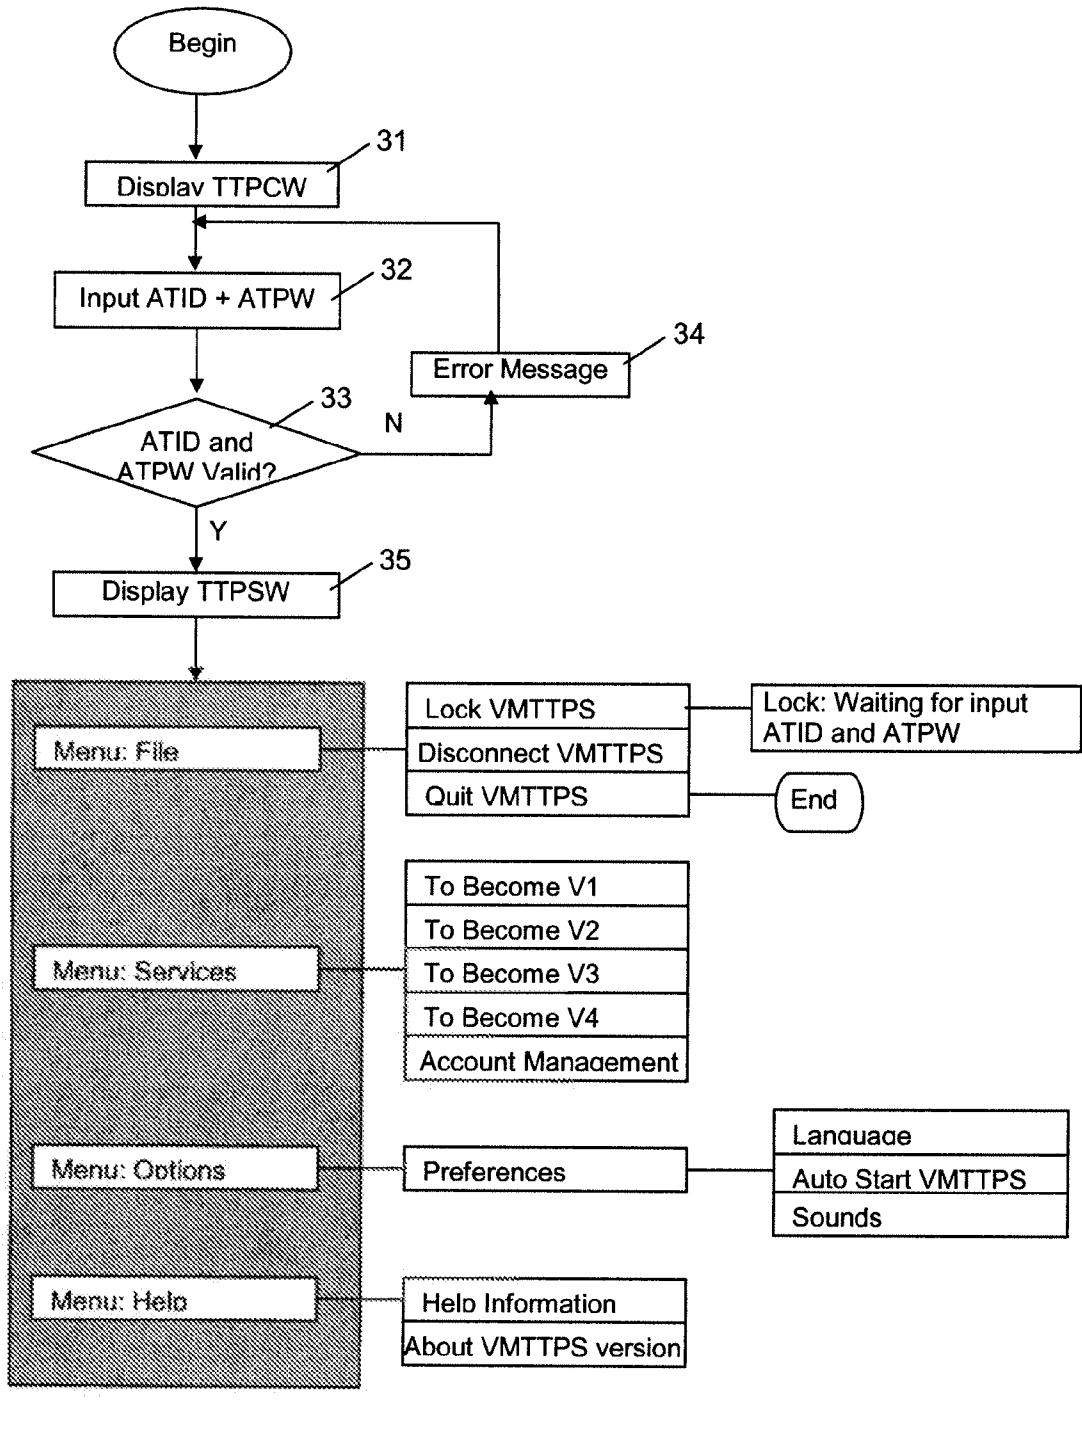 Begin
31
Display TTPCW
32
Input ATID + ATPW
34
Error Message
33
N
ATID and
ATPW Valid?
Y
35
Display TTPSW
Menu: File
Lock VMTTPS
Disconnect VMTTPS
Quit VMTTPS
Lock: Waiting for input
ATID and ATPW
End
Menu: Services
To Become V1
To Become V2
To Become V3
To Become V4
Account Management
Menu: Options
Preferences
Language
Auto Start VMTTPS
Sounds
Menu: Help
Help Information
About VMTTPS version